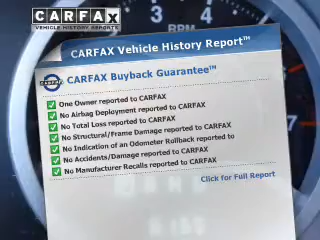 CARFAX
VEHICLE HISTORY REPORTS
3 4
RPM
CARFAX Vehicle History Report™
CARFAX Buyback Guarantee™
One Owner reported to CARFAX
No Airbag Deployment reported to CARFAX
No Total Loss reported to CARFAX
No Structural/Frame Damage reported to CARFAX
No Indication of an Odometer Rollback reported to
No Accidents/Damage reported to CARFAX
No Manufacturer Recalls reported to CARFAX
Click for Full Report